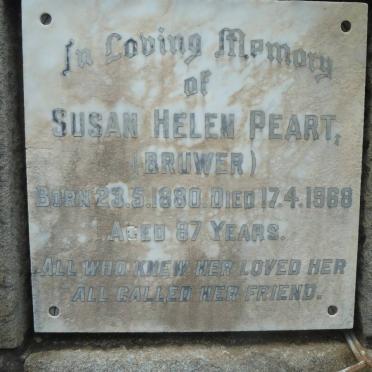 In Loving Memory
of
SUSAN HELEN PEART,
(BRUWER)
BORN 23.5.1880. DIED 17.4.1968
AGED 87 YEARS.
ALL WHO KNEW HER LOVED HER
ALL CALLED HER FRIEND.